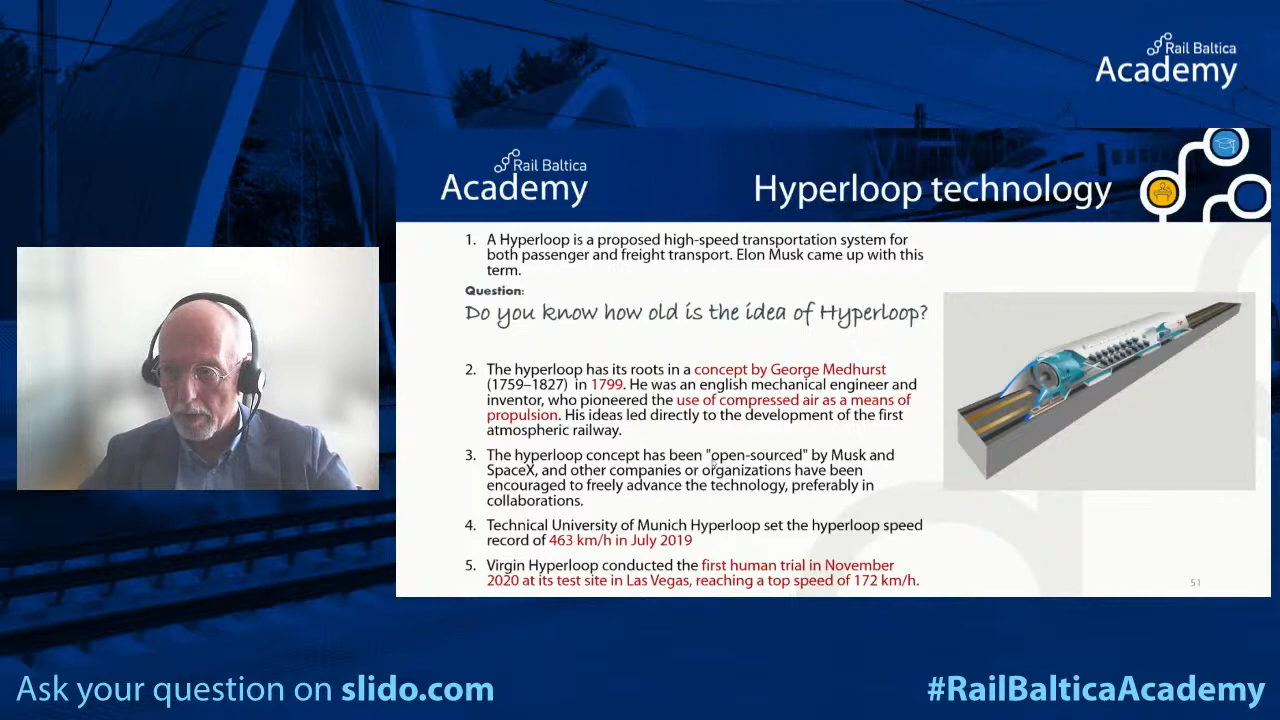 Rail Baltica
Academy
Rail Baltica
Academy
Hyperloop technology
1. A Hyperloop is a proposed high-speed transportation system for
both passenger and freight transport. Elon Musk came up with this
term.
Question:
Do you know how old is the idea of Hyperloop?
2. The hyperloop has its roots in a concept by George Medhurst
(1759–1827) in 1799. He was an english mechanical engineer and
inventor, who pioneered the use of compressed air as a means of
propulsion. His ideas led directly to the development of the first
atmospheric railway.
3. The hyperloop concept has been "open-sourced" by Musk and
SpaceX, and other companies or organizations have been
encouraged to freely advance the technology, preferably in
collaborations.
4. Technical University of Munich Hyperloop set the hyperloop speed
record of 463 km/h in July 2019
5. Virgin Hyperloop conducted the first human trial in November
2020 at its test site in Las Vegas, reaching a top speed of 172 km/h.
51
Ask your question on slido.com
#RailBalticaAcademy